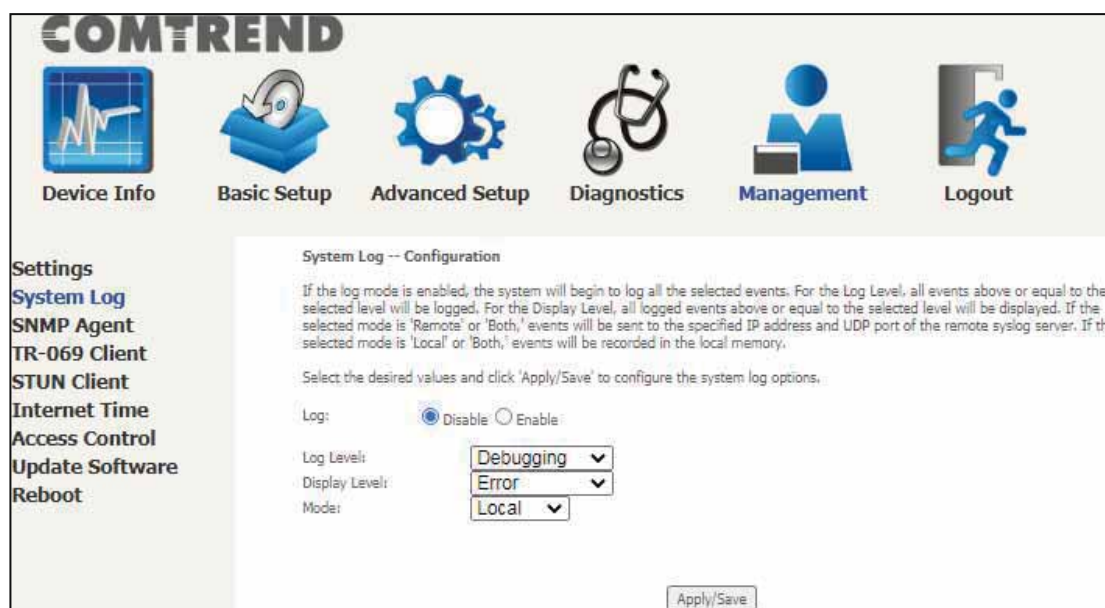 COMTREND
Device Info
Basic Setup
Advanced Setup
Diagnostics
Management
Logout
Settings
System Log
SNMP Agent
TR-069 Client
STUN Client
Internet Time
Access Control
Update Software
Reboot
System Log -- Configuration
If the log mode is enabled, the system will begin to log all the selected events. For the Log Level, all events above or equal to the
selected level will be logged. For the Display Level, all logged events above or equal to the selected level will be displayed. If the
selected mode is 'Remote' or 'Both,' events will be sent to the specified IP address and UDP port of the remote syslog server. If th
selected mode is 'Local' or 'Both,' events will be recorded in the local memory.
Select the desired values and click 'Apply/Save' to configure the system log options.
Log: Disable Enable
Log Level: Debugging
Display Level: Error
Mode: Local
Apply/Save